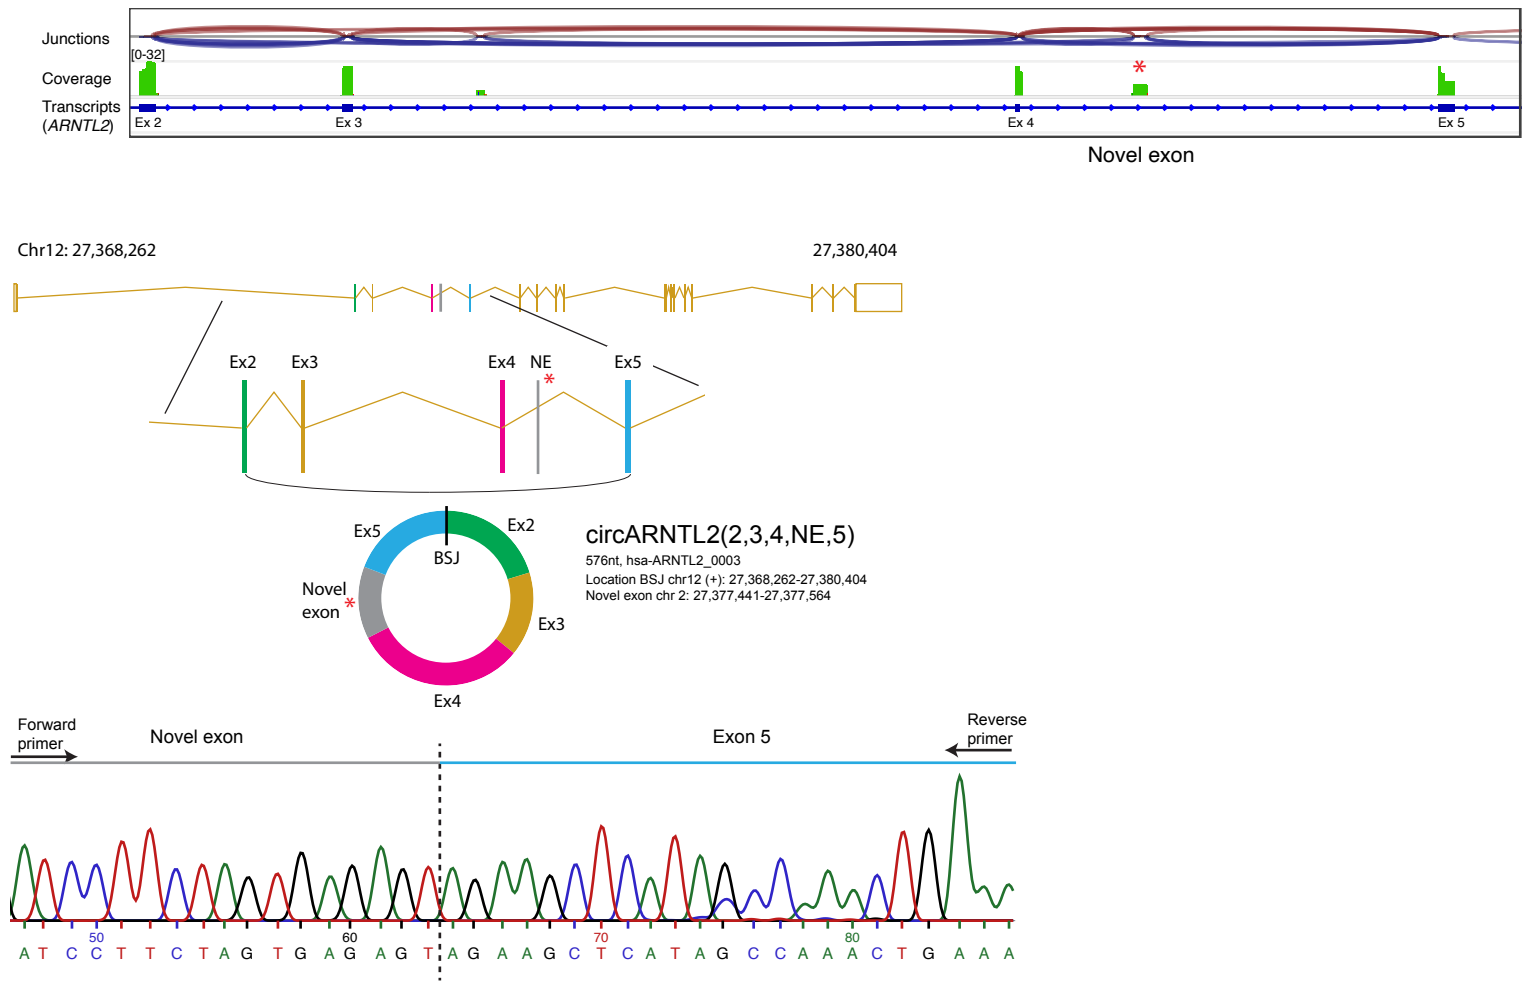 Junctions
[0-32]
Coverage
*
Transcripts
(ARNTL2)
Ex 2
Ex 3
Ex 4
Ex 5
Novel exon
Chr12: 27,368,262
27,380,404
Ex2
Ex3
Ex4
NE
*
Ex5
Ex5
Ex2
BSJ
Novel
exon
*
Ex3
Ex4
circARNTL2(2,3,4,NE,5)
576nt, hsa-ARNTL2_0003
Location BSJ chr12 (+): 27,368,262-27,380,404
Novel exon chr 2: 27,377,441-27,377,564
Forward
primer
Novel exon
Exon 5
Reverse
primer
50 60 70 80
A T C C T T C T A G T G A G A G T A G A A G C T C A T A G C C A A A C T G A A A